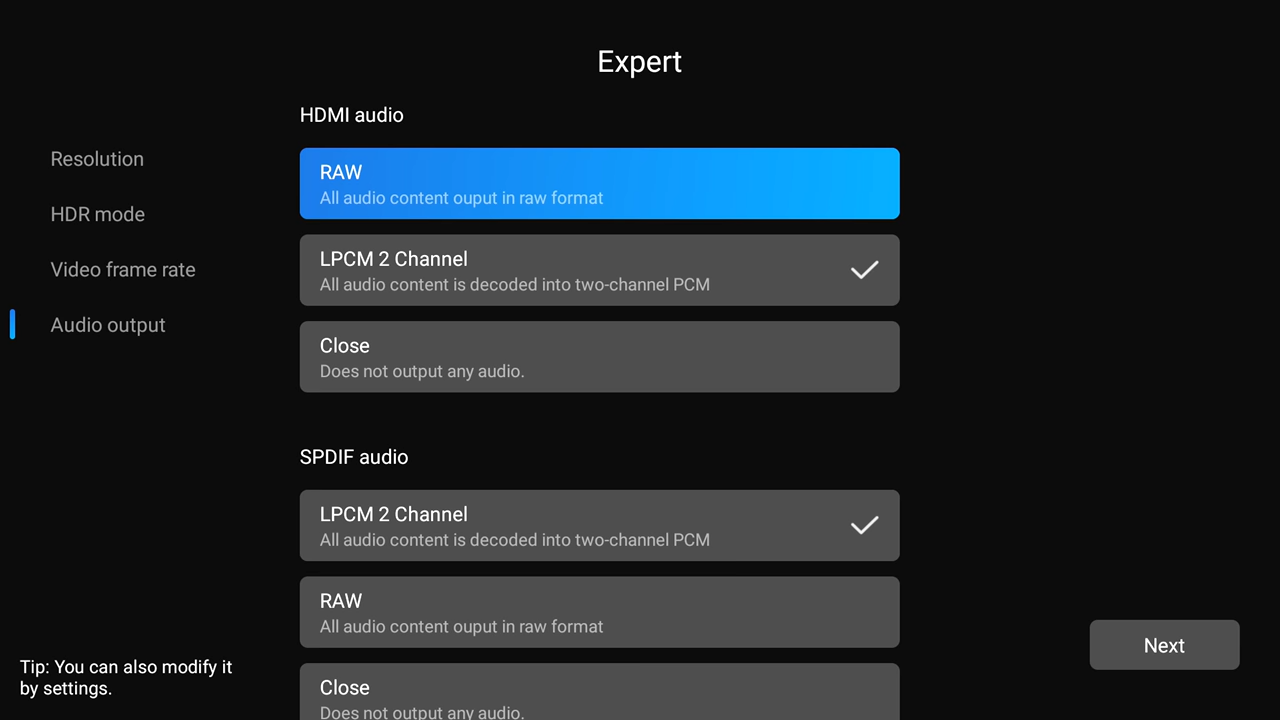 Expert
Resolution
HDR mode
Video frame rate
Audio output
HDMI audio
RAW
All audio content ouput in raw format
LPCM 2 Channel
All audio content is decoded into two-channel PCM
Close
Does not output any audio.
SPDIF audio
LPCM 2 Channel
All audio content is decoded into two-channel PCM
RAW
All audio content ouput in raw format
Close
Does not output any audio.
Tip: You can also modify it
by settings.
Next